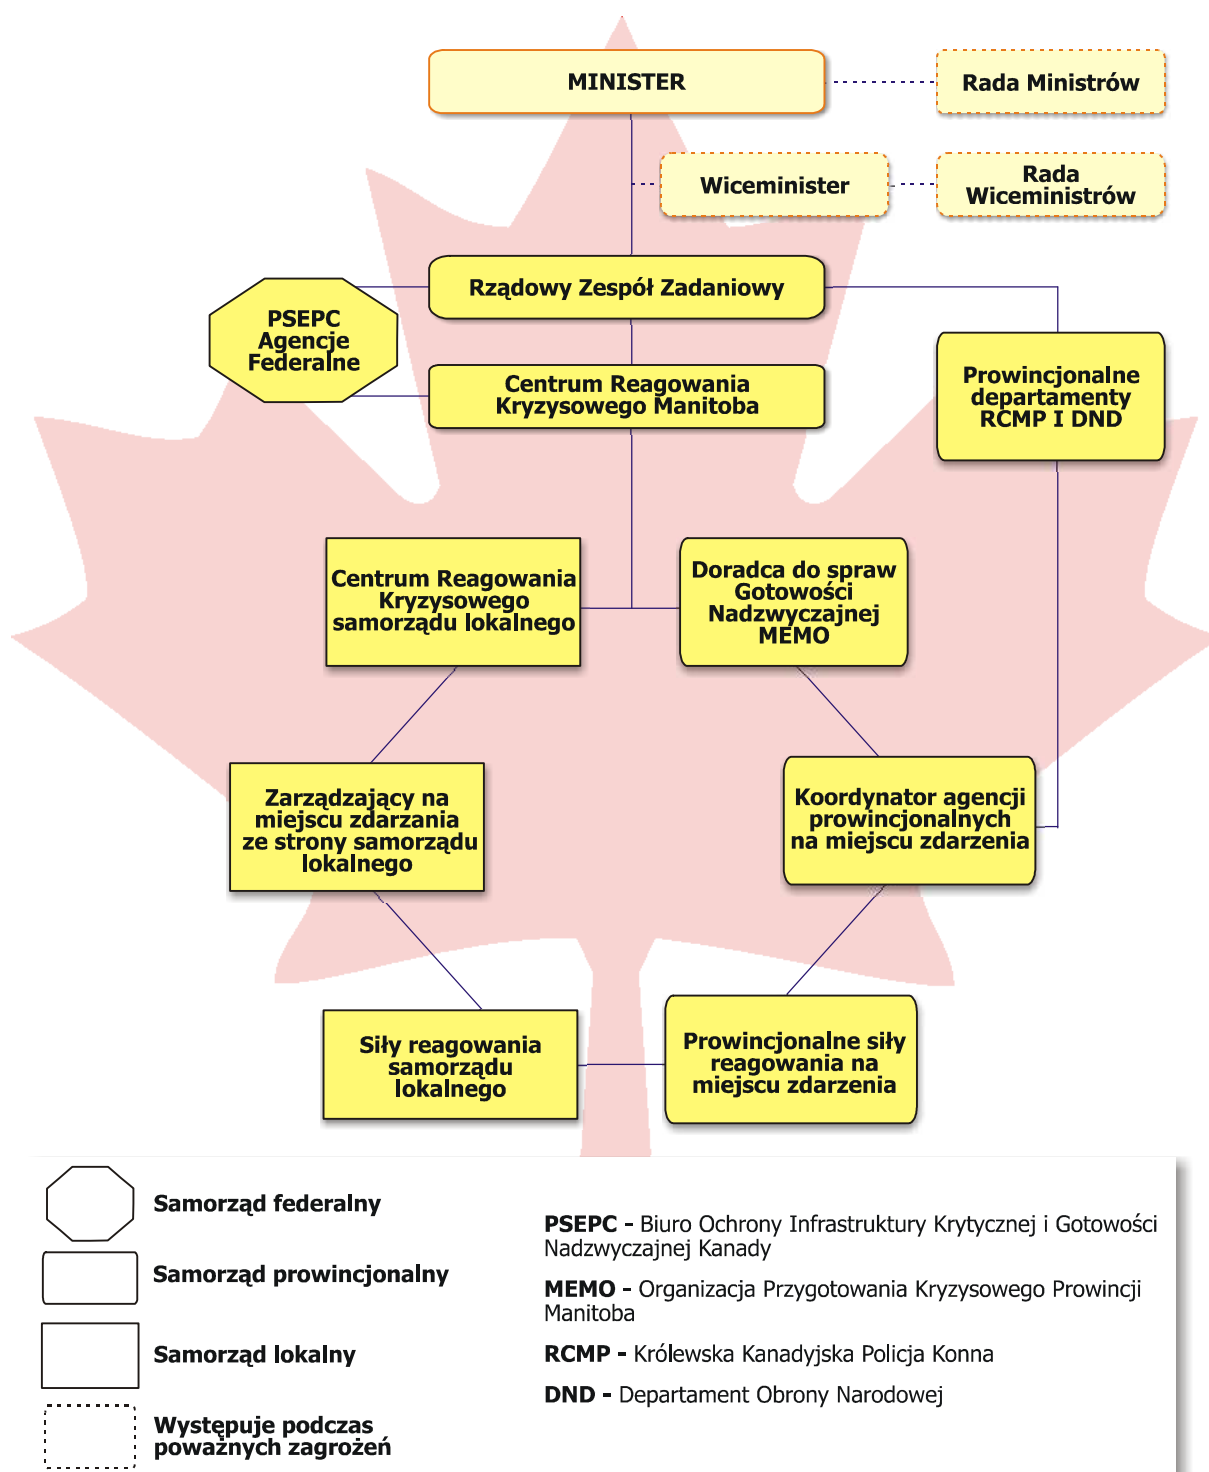 MINISTER
Rada Ministrów
Wiceminister
Rada
Wiceministrów
Rządowy Zespół Zadaniowy
PSEPC
Agencje
Federalne
Centrum Reagowania
Kryzysowego Manitoba
Prowincjonalne
departamenty
RCMP I DND
Centrum Reagowania
Kryzysowego
samorządu lokalnego
Doradca do spraw
Gotowości
Nadzwyczajnej
MEMO
Zarządzający na
miejscu zdarzania
ze strony samorządu
lokalnego
Koordynator agencji
prowincjonalnych
na miejscu zdarzenia
Siły reagowania
samorządu
lokalnego
Prowincjonalne siły
reagowania na
miejscu zdarzenia
Samorząd federalny
Samorząd prowincjonalny
Samorząd lokalny
Występuje podczas
poważnych zagrożeń
PSEPC - Biuro Ochrony Infrastruktury Krytycznej i Gotowości
Nadzwyczajnej Kanady
MEMO - Organizacja Przygotowania Kryzysowego Prowincji
Manitoba
RCMP - Królewska Kanadyjska Policja Konna
DND - Departament Obrony Narodowej